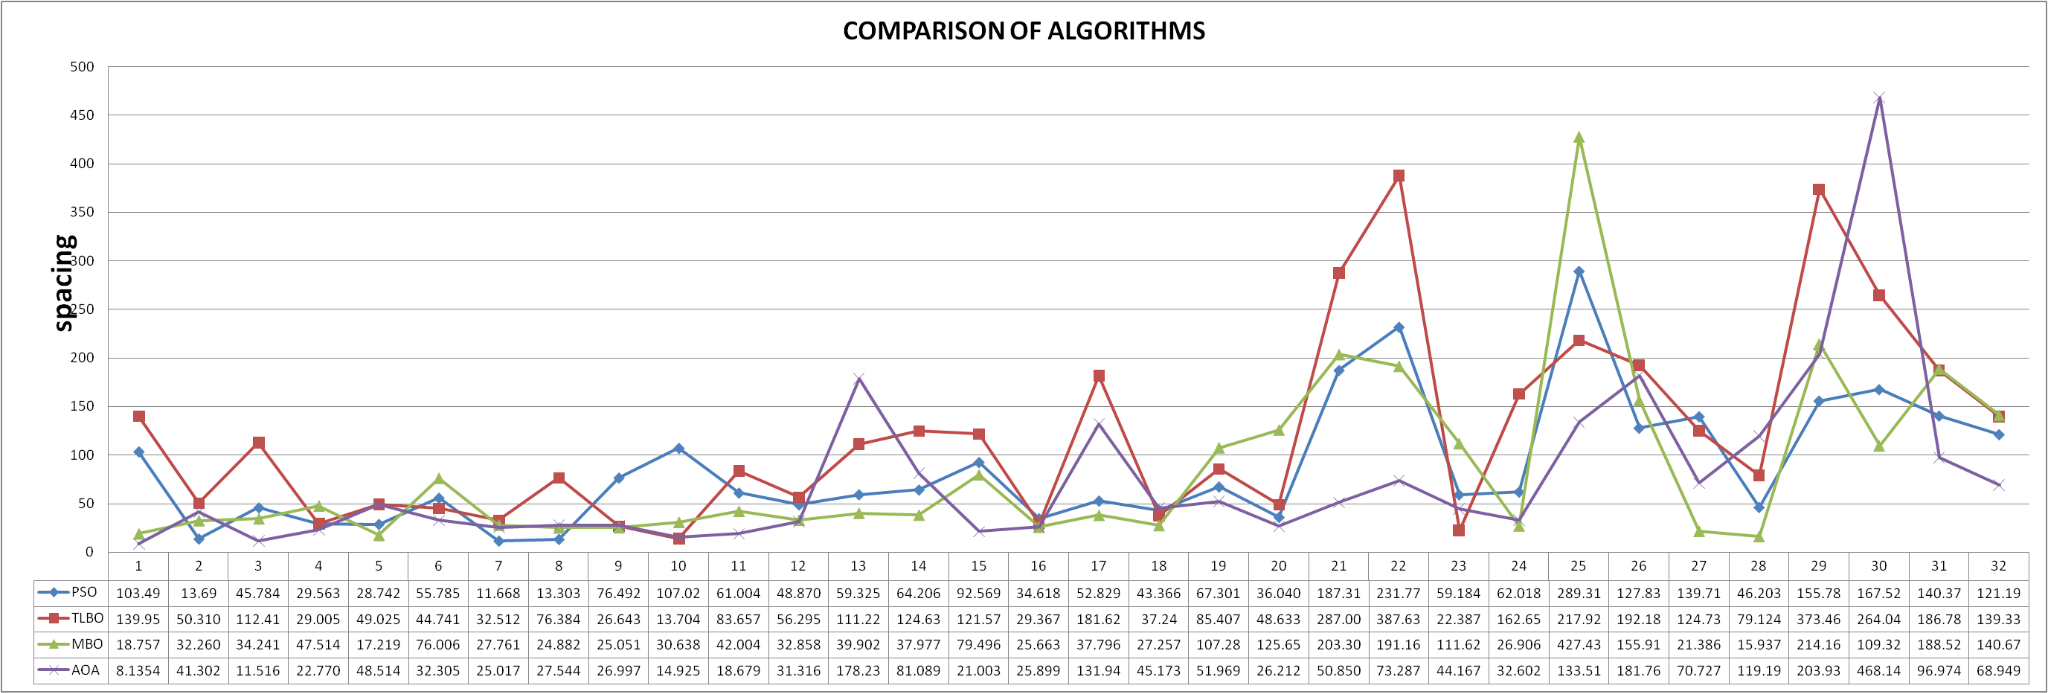 COMPARISON OF ALGORITHMS
spacing
500
450
400
350
300
250
200
150
100
50
0
1 2 3 4 5 6 7 8 9 10 11 12 13 14 15 16 17 18 19 20 21 22 23 24 25 26 27 28 29 30 31 32
PSO 103.49 13.69 45.784 29.563 28.742 55.785 11.668 13.303 76.492 107.02 61.004 48.870 59.325 64.206 92.569 34.618 52.829 43.366 67.301 36.040 187.31 231.77 59.184 62.018 289.31 127.83 139.71 46.203 155.78 167.52 140.37 121.19
TLBO 139.95 50.310 112.41 29.005 49.025 44.741 32.512 76.384 26.643 13.704 83.657 56.295 111.22 124.63 121.57 29.367 181.62 37.24 85.407 48.633 287.00 387.63 22.387 162.65 217.92 192.18 124.73 79.124 373.46 264.04 186.78 139.33
MBO 18.757 32.260 34.241 47.514 17.219 76.006 27.761 24.882 25.051 30.638 42.004 32.858 39.902 37.977 79.496 25.663 37.796 27.257 107.28 125.65 203.30 191.16 111.62 26.906 427.43 155.91 21.386 15.937 214.16 109.32 188.52 140.67
AOA 8.1354 41.302 11.516 22.770 48.514 32.305 25.017 27.544 26.997 14.925 18.679 31.316 178.23 81.089 21.003 25.899 131.94 45.173 51.969 26.212 50.850 73.287 44.167 32.602 133.51 181.76 70.727 119.19 203.93 468.14 96.974 68.949